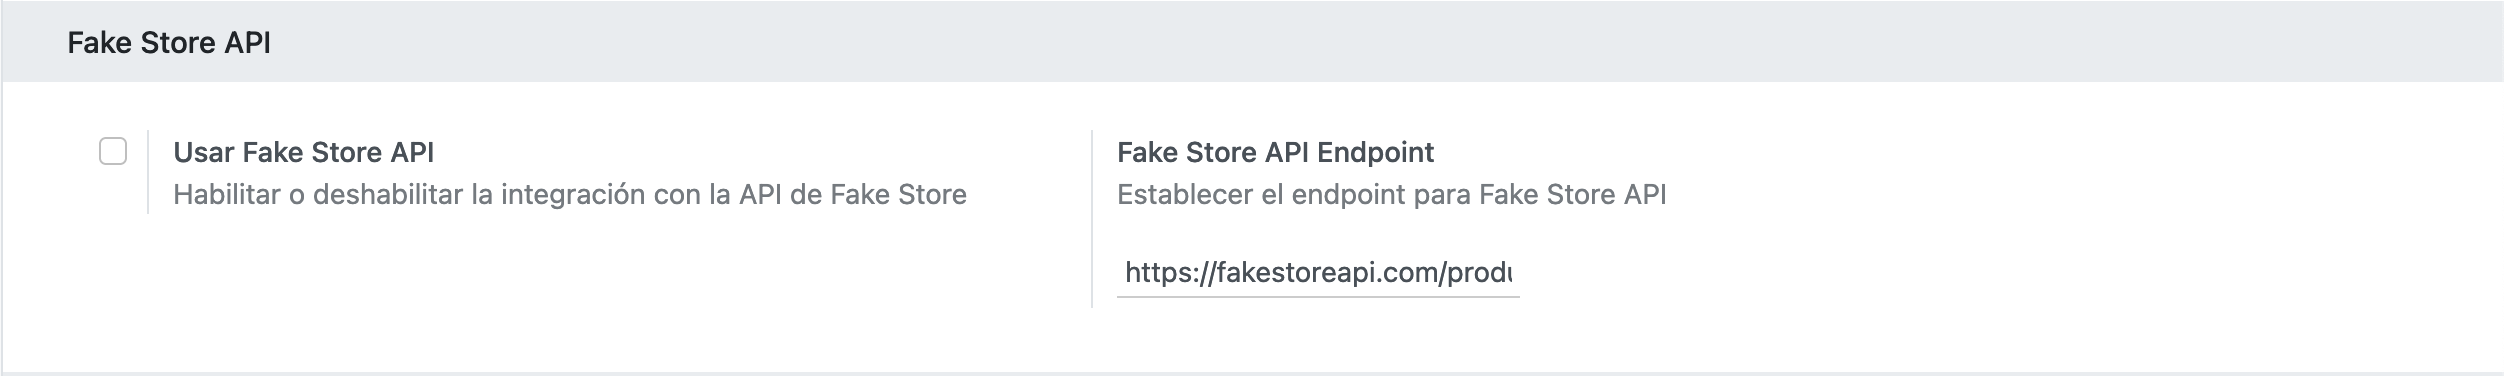 Fake Store API
Usar Fake Store API
Habilitar o deshabilitar la integración con la API de Fake Store
Fake Store API Endpoint
Establecer el endpoint para Fake Store API
https://fakestoreapi.com/prod